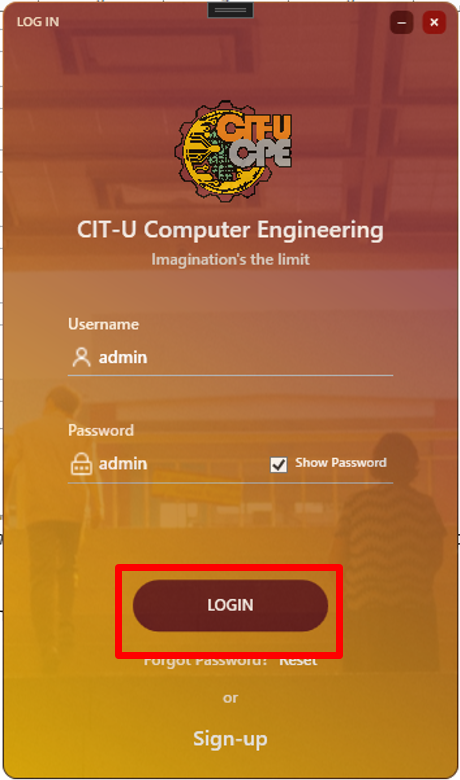 LOG IN
CIT-U
CPE
CIT-U Computer Engineering
Imagination's the limit
Username
admin
Password
admin Show Password
LOGIN
Forgot Password? Reset
or
Sign-up